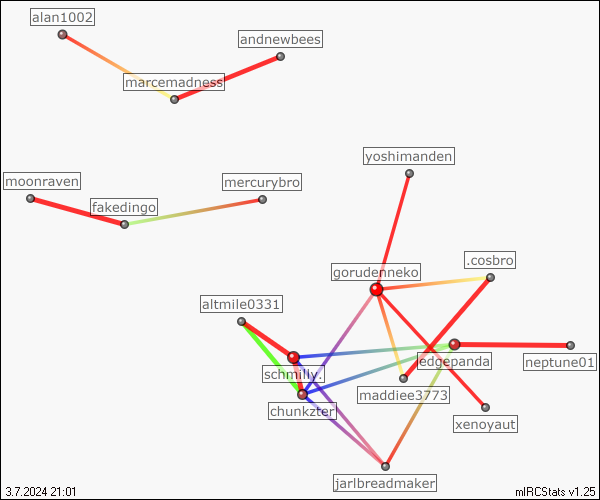 alan1002
andnewbees
marcemadness
yoshimanden
moonraven
mercurybro
fakedingo
.cosbro
gorudenneko
altmile0331
edgepanda
neptune01
schmilly.
maddiee3773
chunkzter
xenoyaut
jarlbreadmaker
3.7.2024 21:01
mIRCStats v1.25